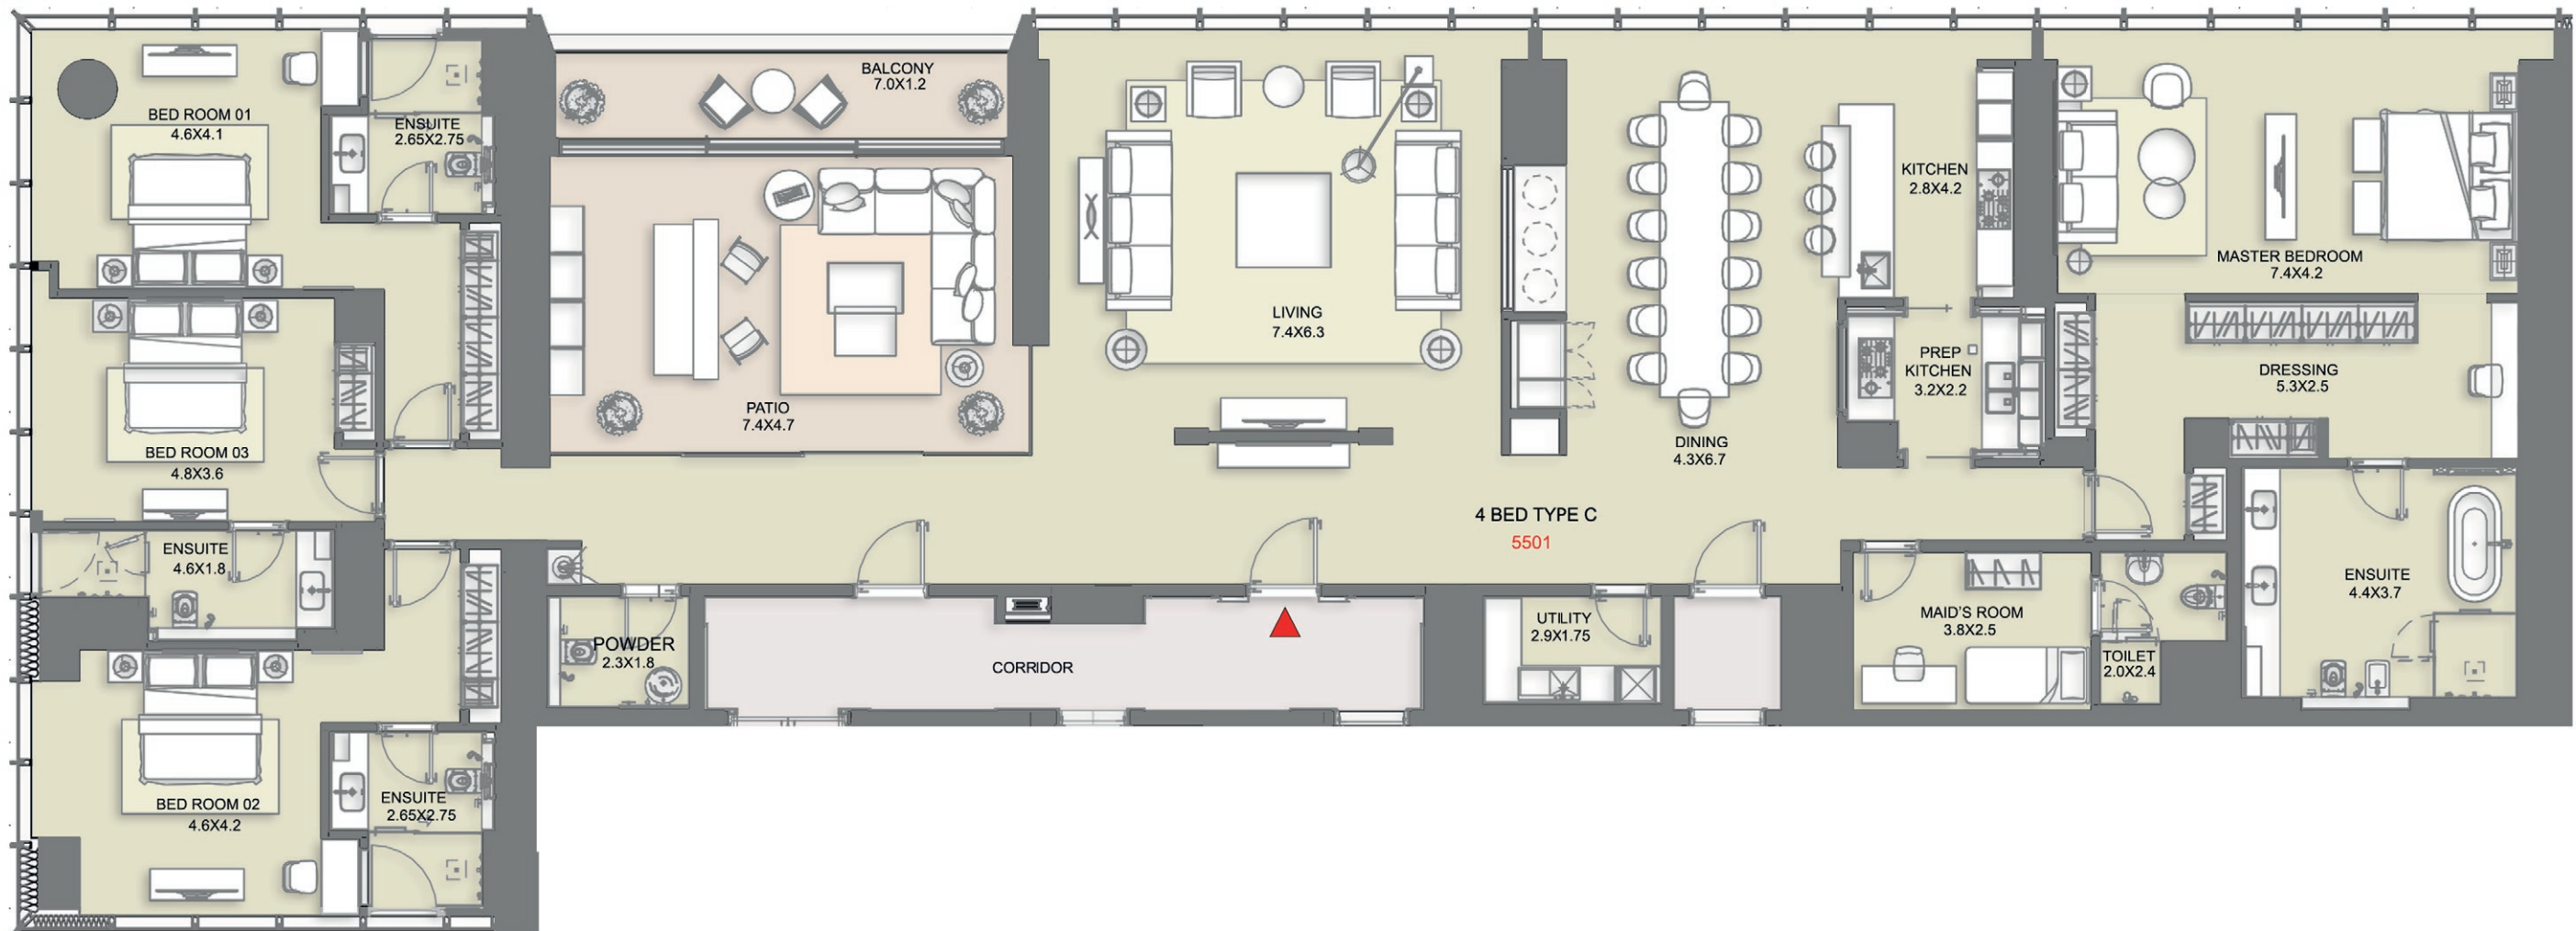 BED ROOM 01
4.6X4.1
ENSUITE
2.65X2.75
BALCONY
7.0X1.2
KITCHEN
2.8X4.2
MASTER BEDROOM
7.4X4.2
LIVING
7.4X6.3
PREP
KITCHEN
3.2X2.2
DRESSING
5.3X2.5
PATIO
7.4X4.7
DINING
4.3X6.7
BED ROOM 03
4.8X3.6
4 BED TYPE C
5501
ENSUITE
4.6X1.8
POWDER
2.3X1.8
CORRIDOR
UTILITY
2.9X1.75
MAID'S ROOM
3.8X2.5
TOILET
2.0X2.4
ENSUITE
4.4X3.7
BED ROOM 02
4.6X4.2
ENSUITE
2.65X2.75